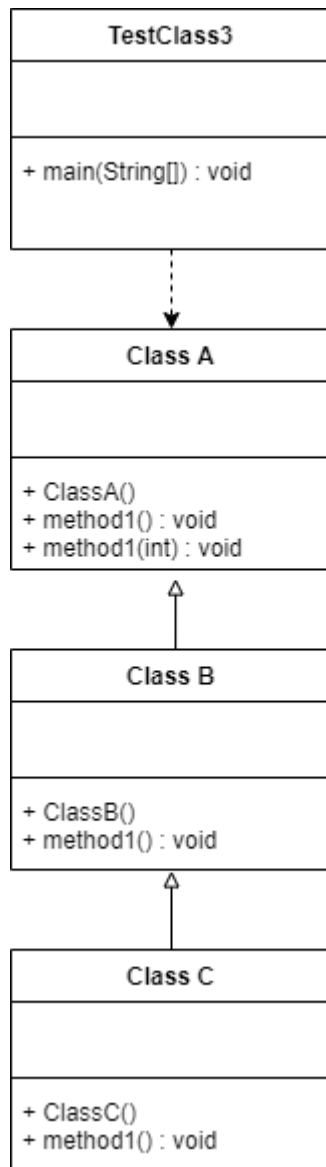 TestClass3
+ main(String[]) : void
Class A
+ ClassA()
+ method1() : void
+ method1(int) : void
Class B
+ ClassB()
+ method1() : void
Class C
+ ClassC()
+ method1() : void